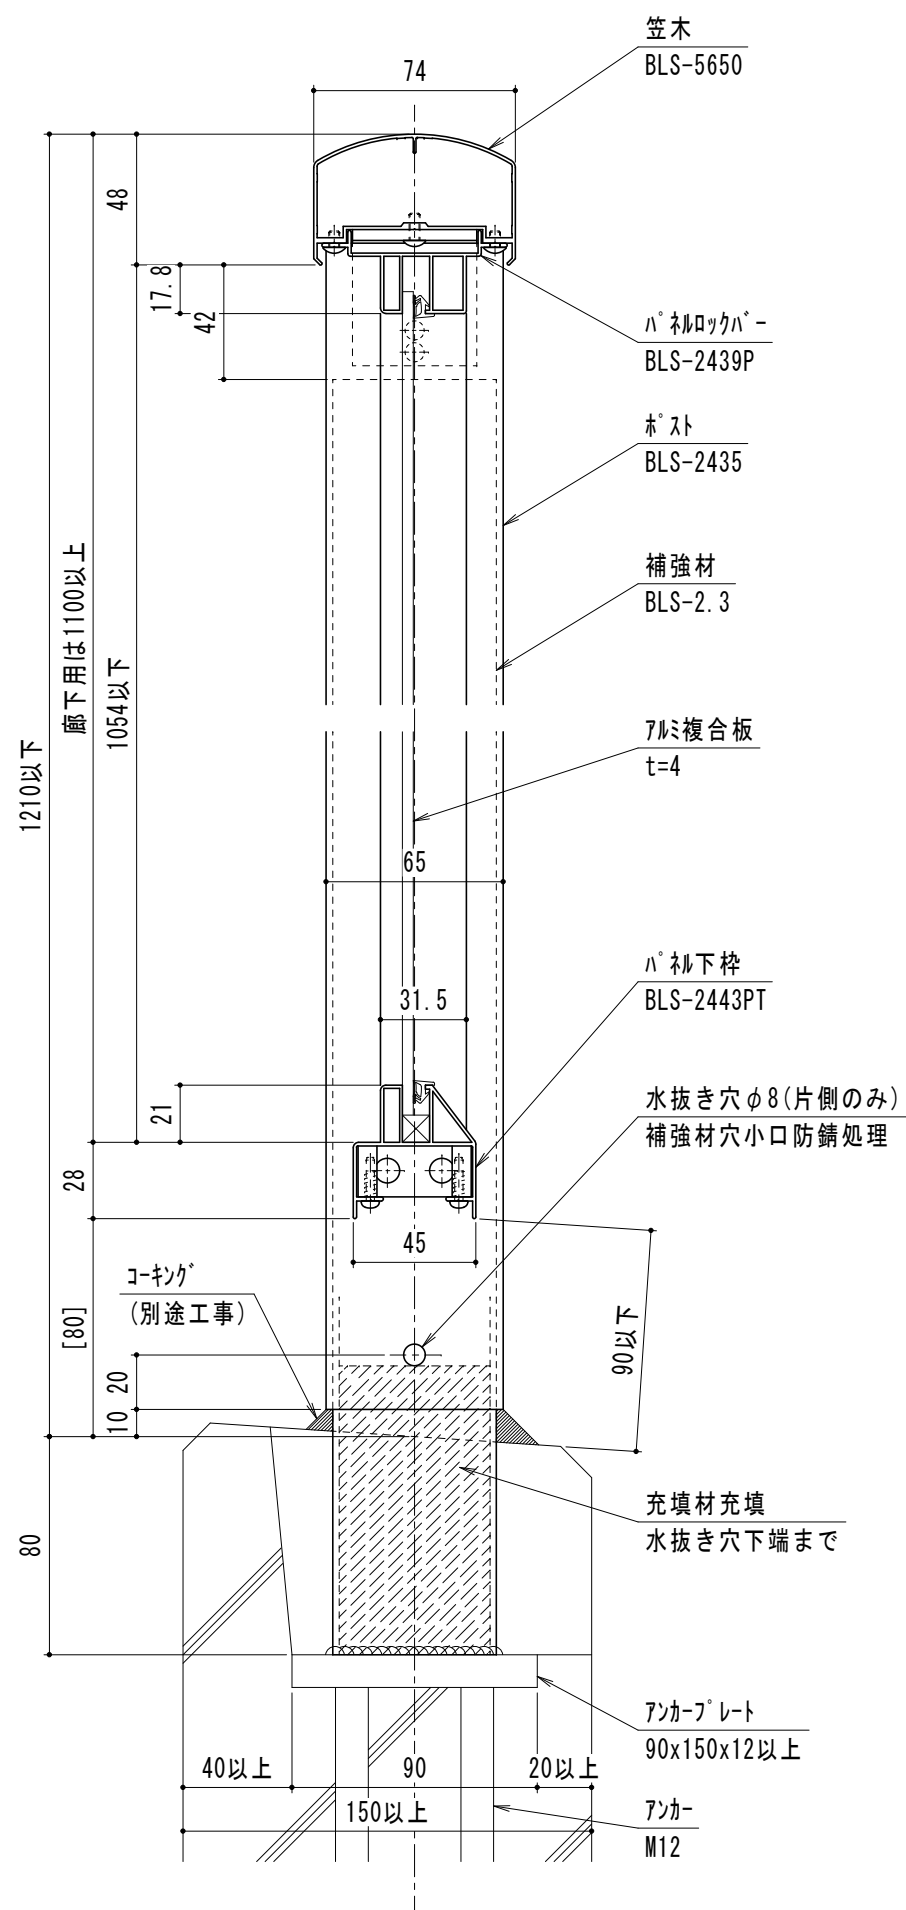 笠木
BLS-5650
74
48
17.8
42
ﾊﾟﾈﾙﾛｯｸﾊﾞｰ
BLS-2439P
ﾎﾟｽﾄ
BLS-2435
補強材
BLS-2.3
廊下用は1100以上
1054以下
1210以下
ｱﾙﾐ複合板
t=4
65
ﾊﾟﾈﾙ下枠
BLS-2443PT
31.5
21
水抜き穴φ8(片側のみ)
補強材穴小口防錆処理
28
45
ｺｰｷﾝｸﾞ
(別途工事)
[80]
90以下
20
10
充填材充填
水抜き穴下端まで
80
ｱﾝｶｰﾌﾟﾚｰﾄ
90x150x12以上
40以上
90
20以上
150以上
ｱﾝｶｰ
M12